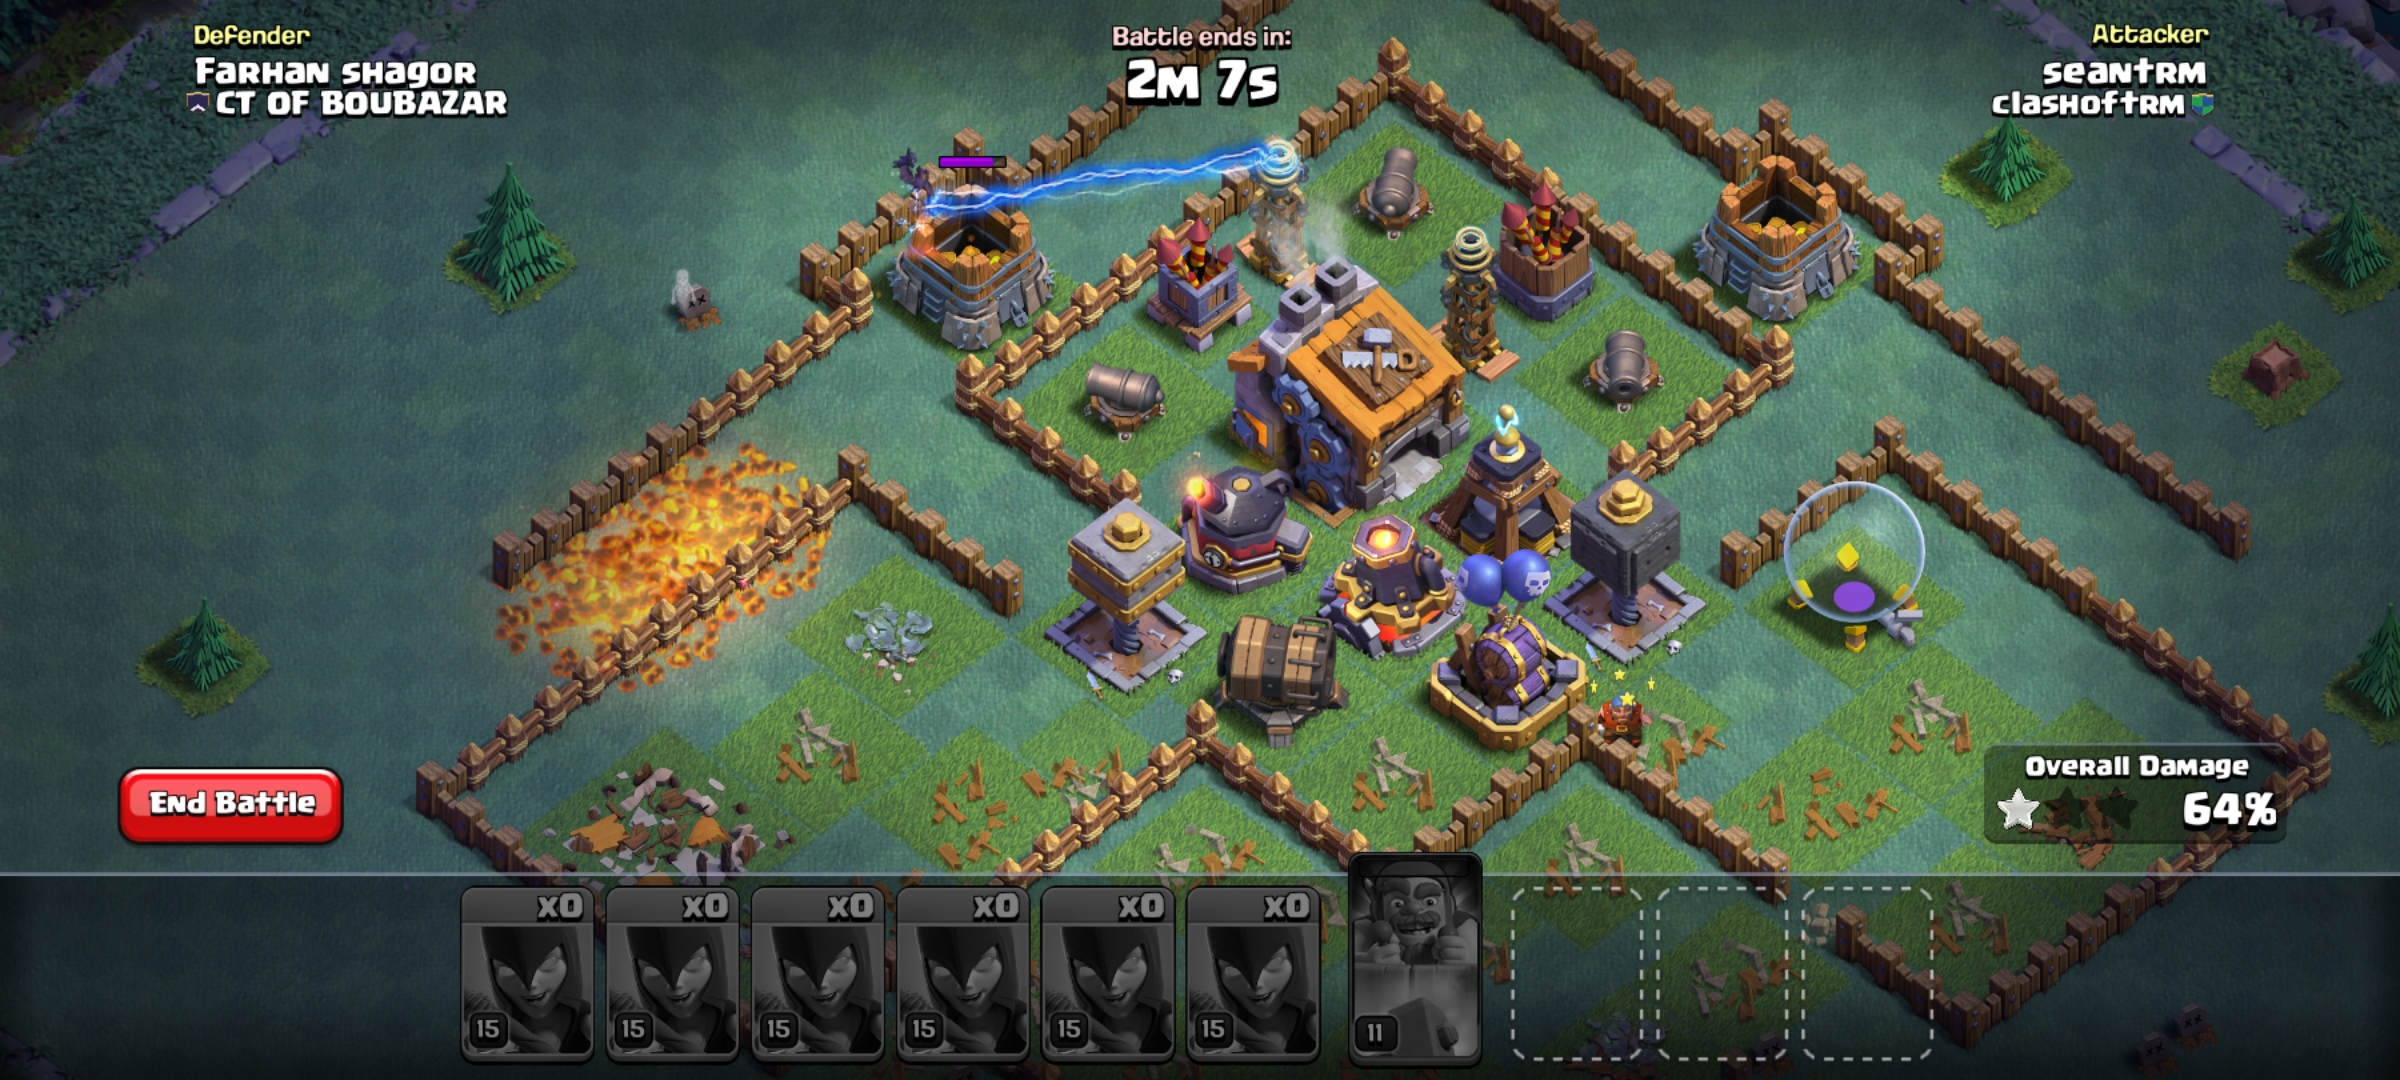 Defender
Farhan shagor
CT OF BOUBAZAR
Battle ends in:
2M 7s
Attacker
seantRM
clashoftRM
End Battle
Overall Damage
64%
x0
x0
x0
x0
x0
x0
15
15
15
15
15
15
11